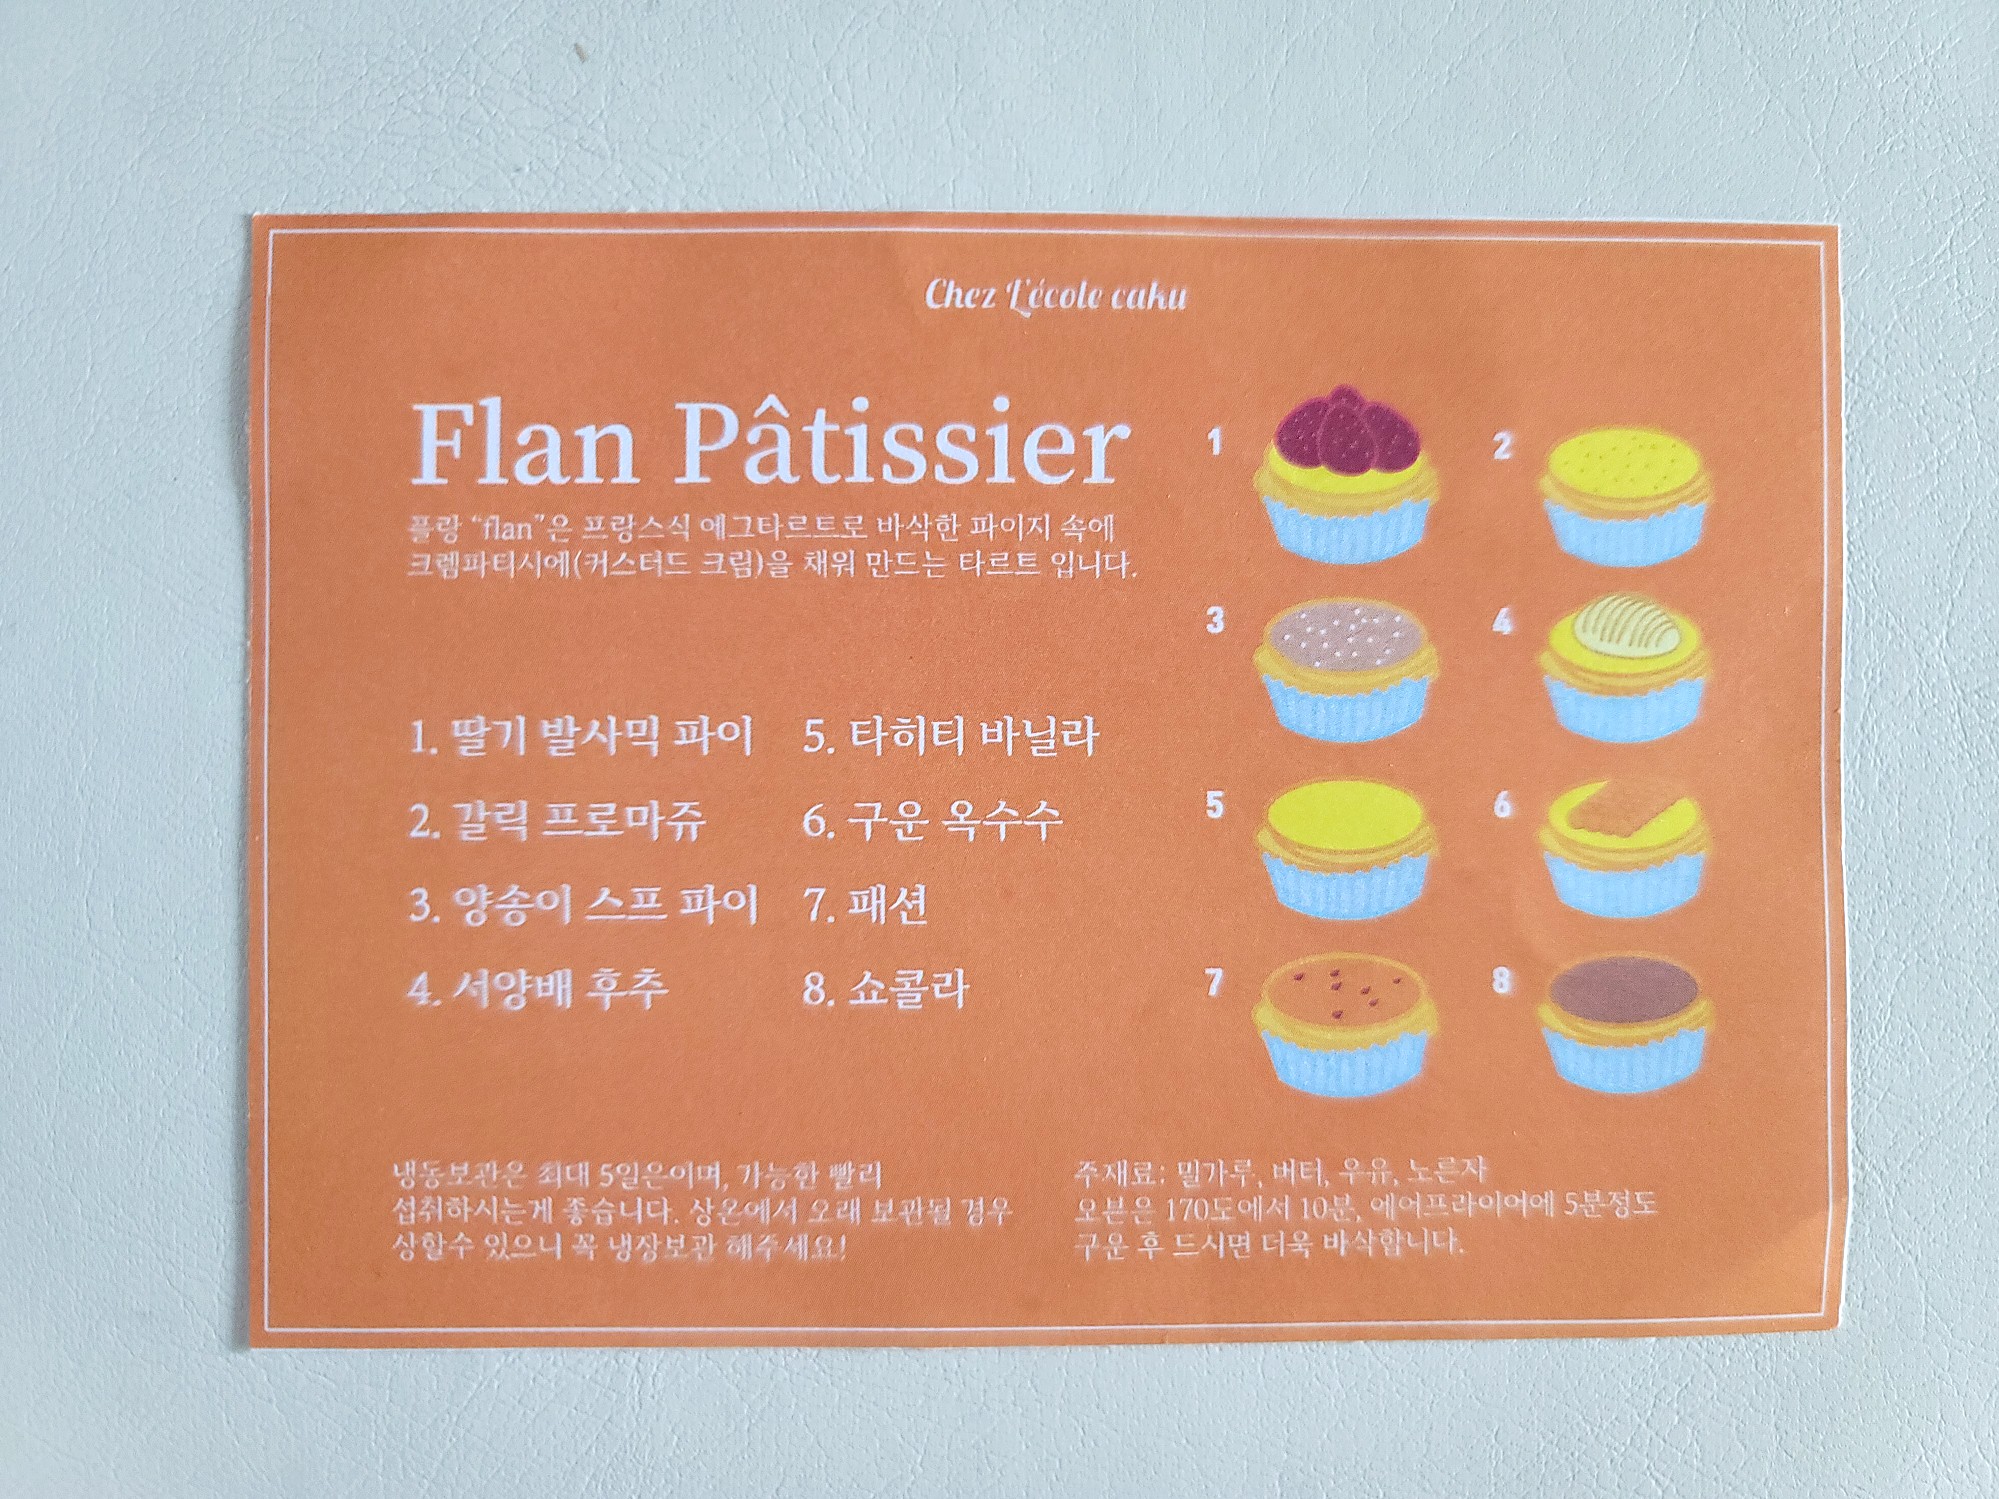 Chez L'école caku
Flan Pâtissier
플랑 “flan”은 프랑스식 에그타르트로 바삭한 파이지 속에
크렘파티시에(커스터드 크림)을 채워 만드는 타르트 입니다.
1. 딸기 발사믹 파이
2. 갈릭 프로마쥬
3. 양송이 스프 파이
4. 서양배 후추
5. 타히티 바닐라
6. 구운 옥수수
7. 패션
8. 쇼콜라
1
2
3
4
5
6
7
8
냉동보관은 최대 5일은이며, 가능한 빨리
섭취하시는게 좋습니다. 상온에서 오래 보관될 경우
상할수 있으니 꼭 냉장보관 해주세요!
주재료: 밀가루, 버터, 우유, 노른자
오븐은 170도에서 10분, 에어프라이어에 5분정도
구운 후 드시면 더욱 바삭합니다.